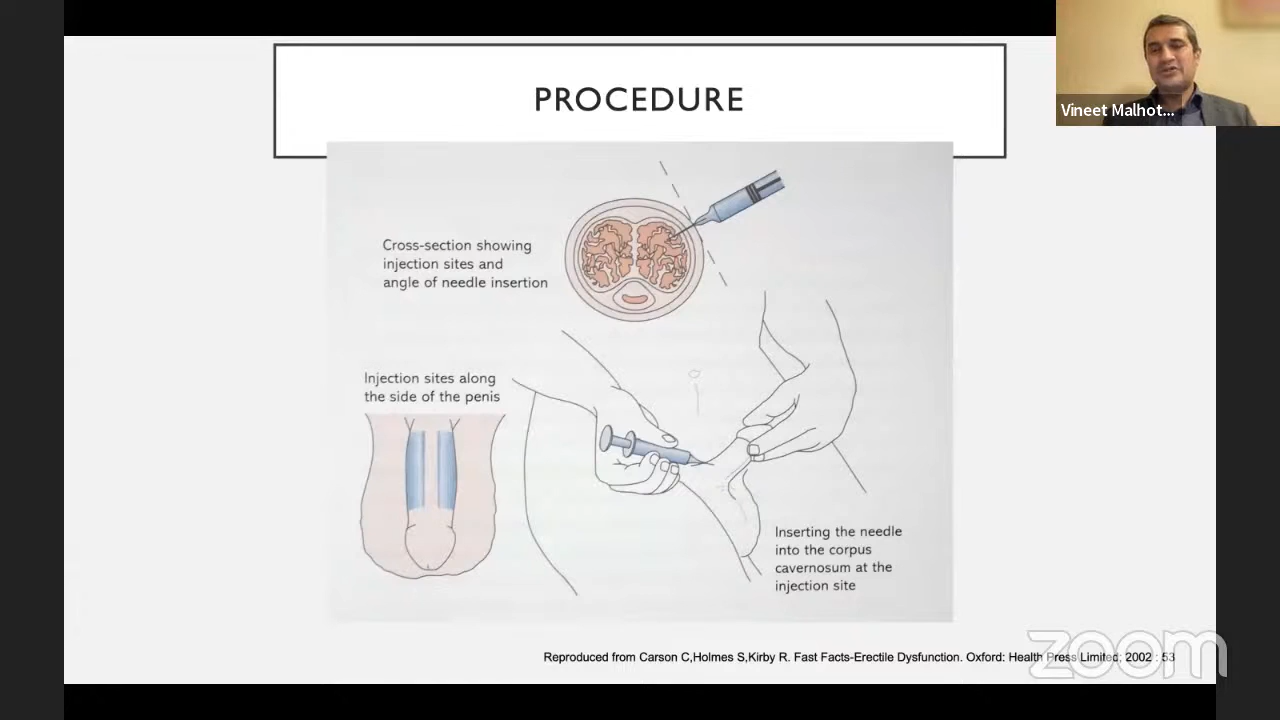 PROCEDURE
Vineet Malhot...
Cross-section showing
injection sites and
angle of needle insertion
Injection sites along
the side of the penis
Inserting the needle
into the corpus
cavernosum at the
injection site
Reproduced from Carson C,Holmes S,Kirby R. Fast Facts-Erectile Dysfunction. Oxford: Health Press Limited; 2002 : 53
zoom